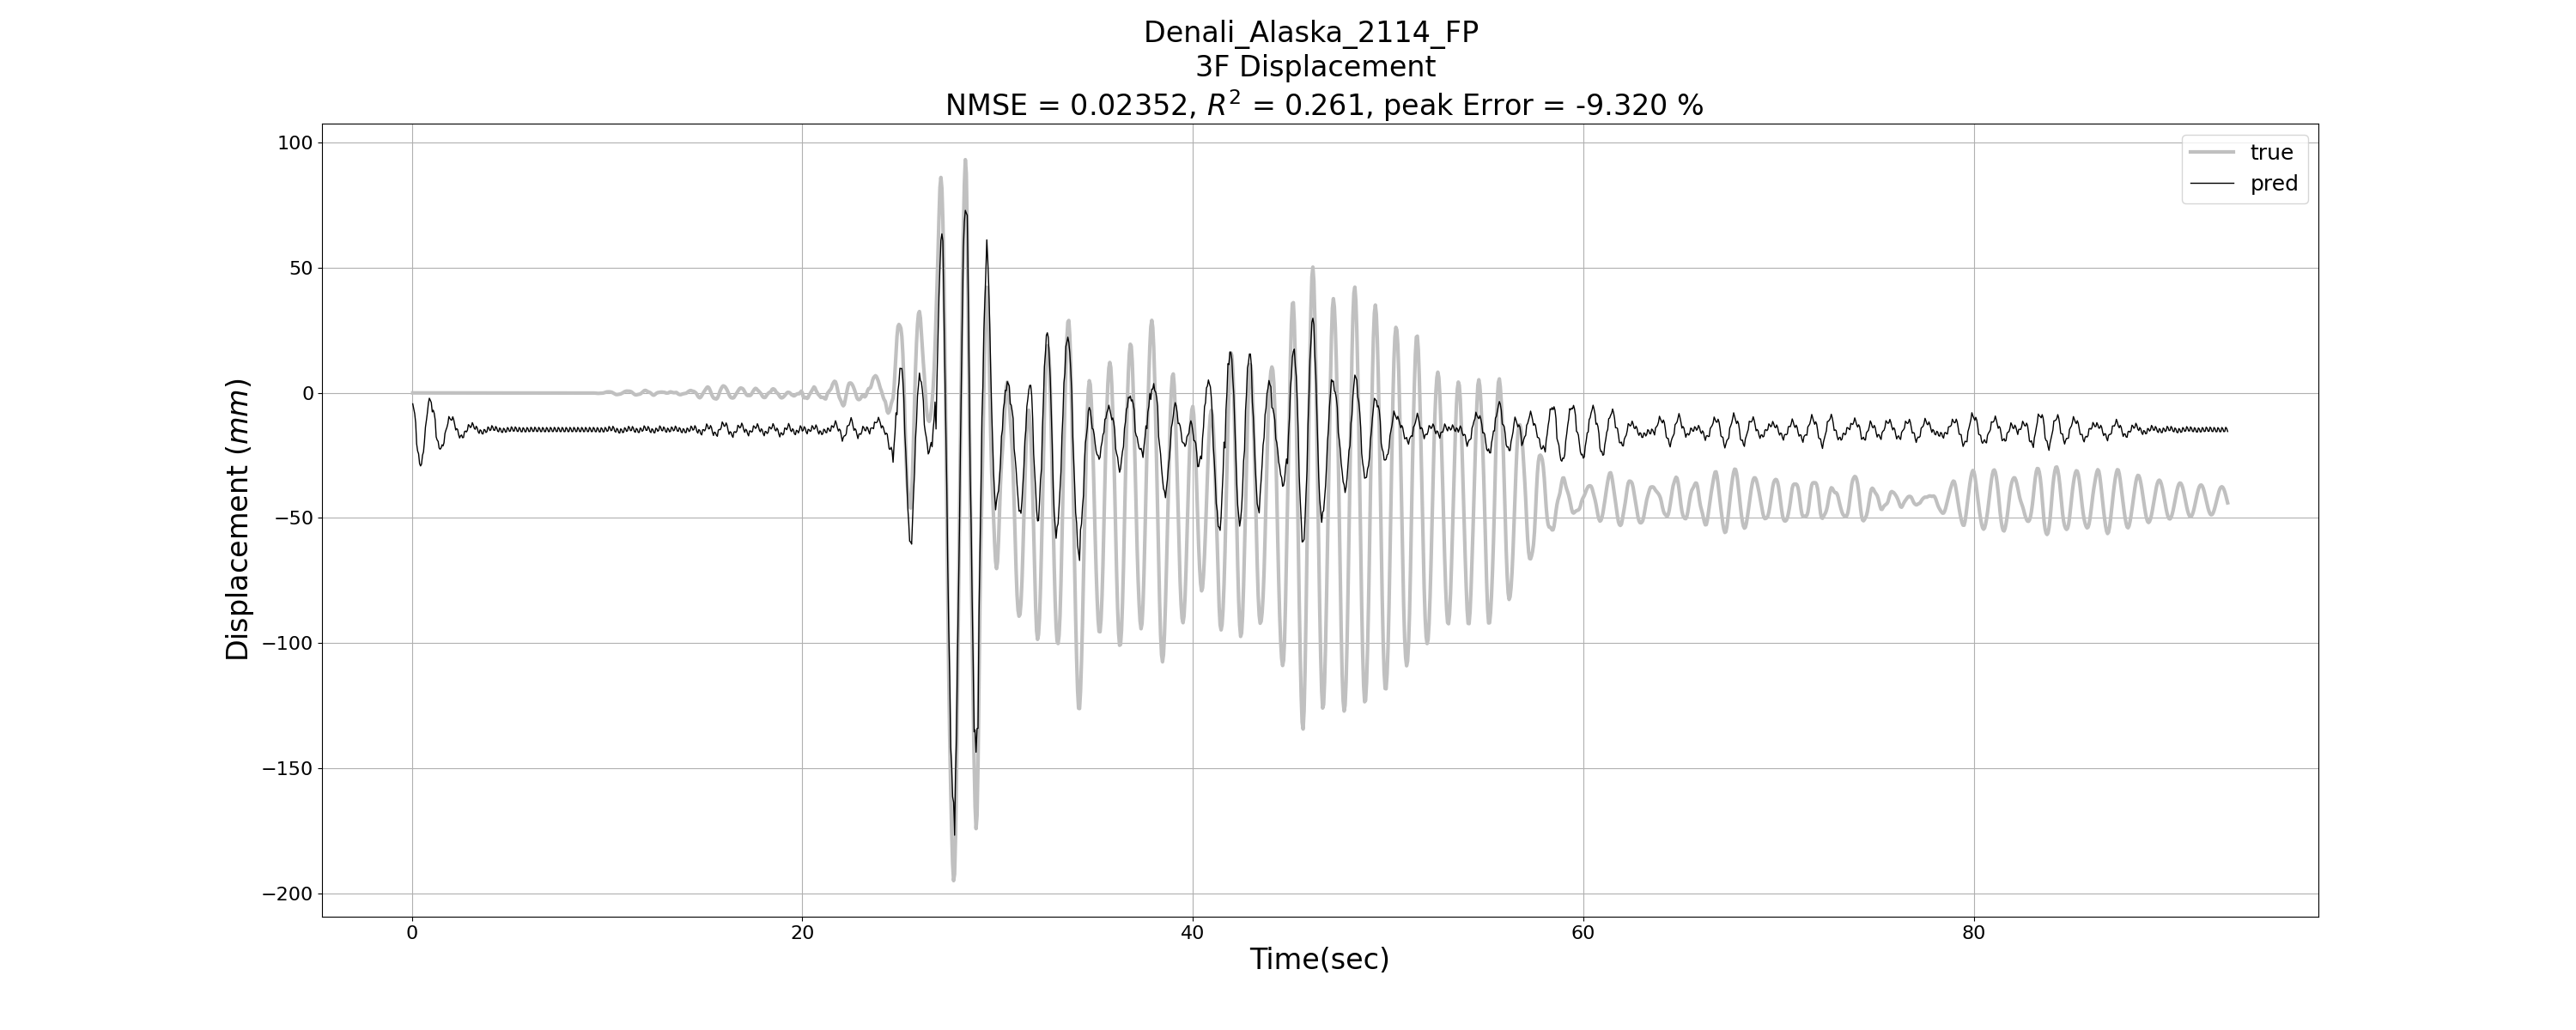 Denali_Alaska_2114_FP
3F Displacement
NMSE = 0.02352, R² = 0.261, peak Error = -9.320 %
100
50
0
−50
−100
−150
−200
Displacement (mm)
true
pred
0 20 40 60 80
Time(sec)